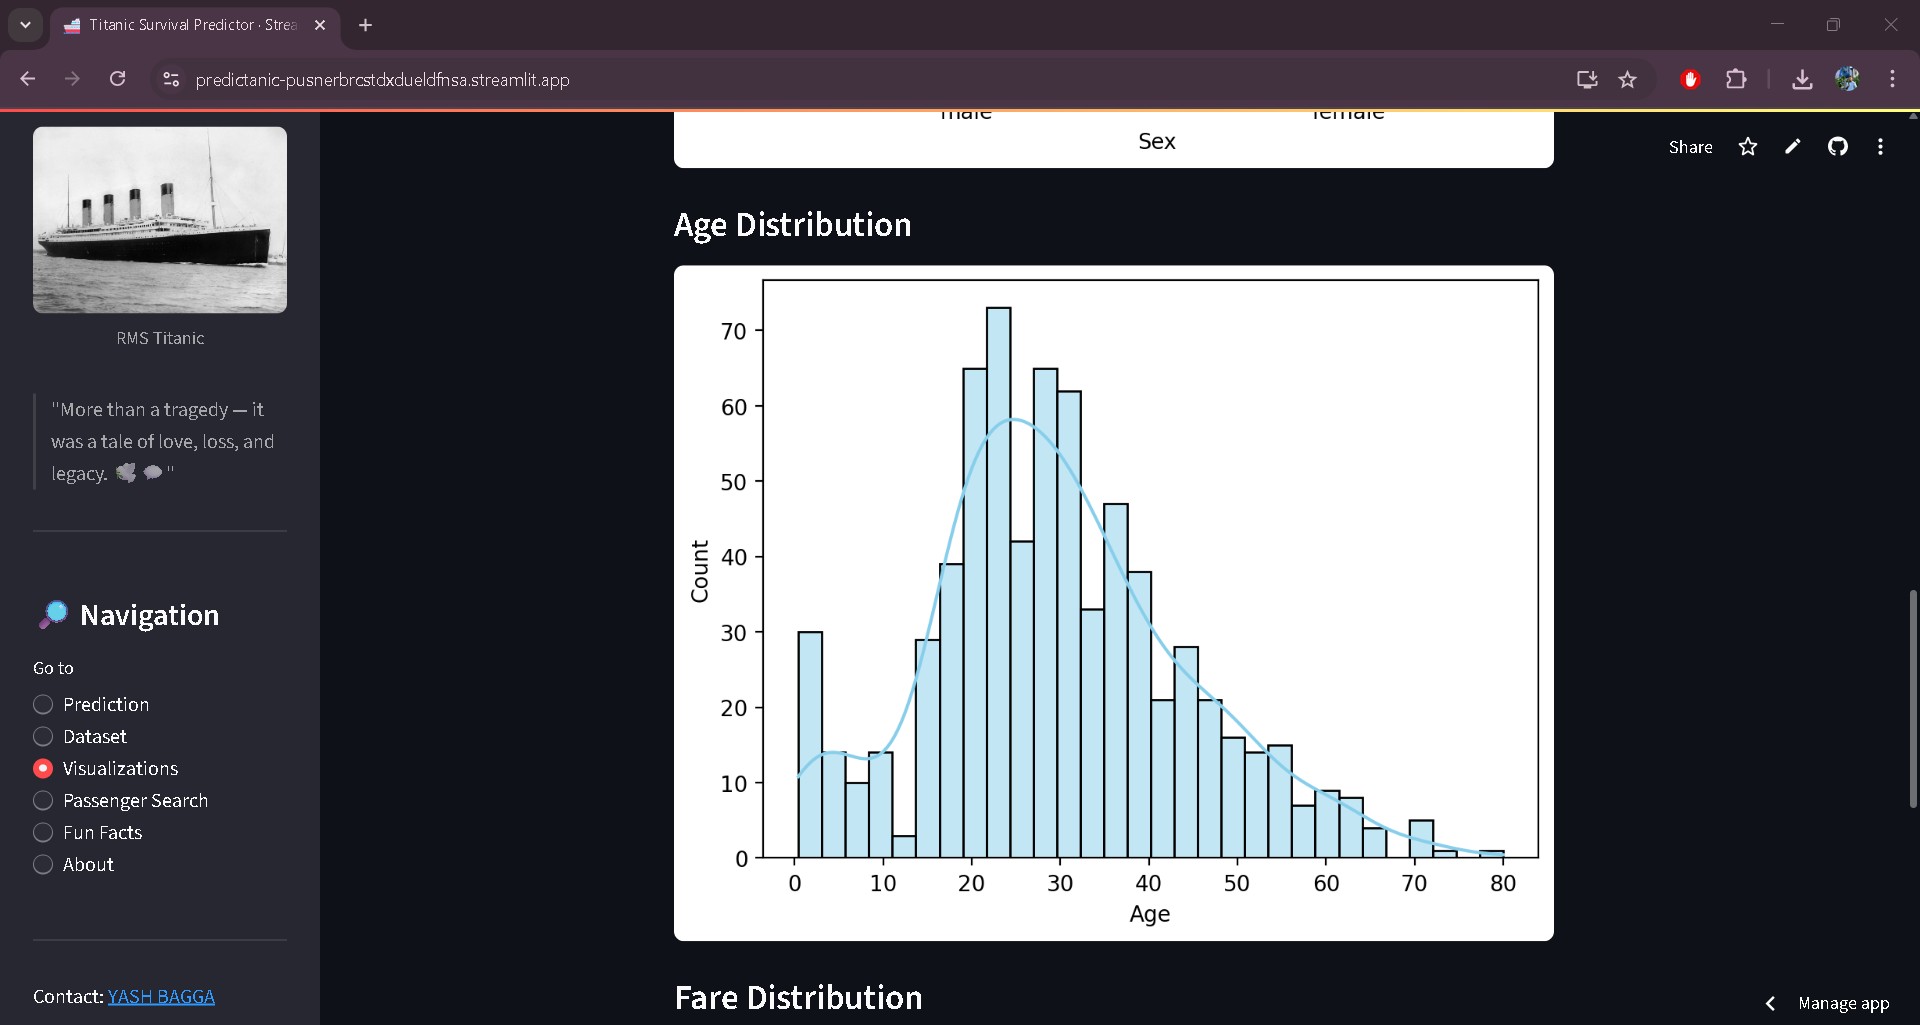 Titanic Survival Predictor · Strea
predictanic-pusnerbrcstdxdueldfnsa.streamlit.app
RMS Titanic
"More than a tragedy — it
was a tale of love, loss, and
legacy. 🕊️ 💭 "
🔎 Navigation
Go to
Prediction
Dataset
Visualizations
Passenger Search
Fun Facts
About
Contact: YASH BAGGA
Share
male female
Sex
Age Distribution
Count
70
60
50
40
30
20
10
0
0 10 20 30 40 50 60 70 80
Age
Fare Distribution
Manage app